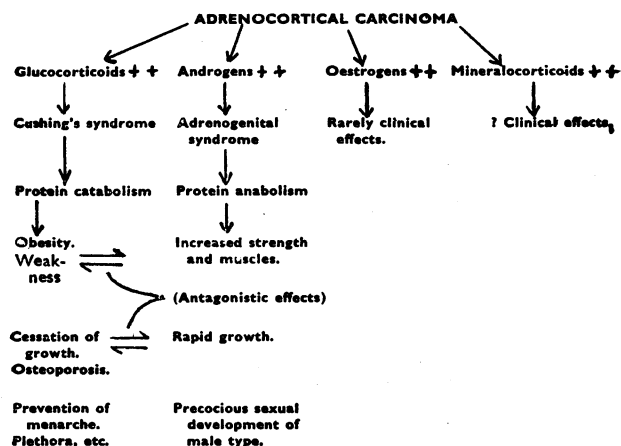 ADRENOCORTICAL CARCINOMA
Glucocorticoids + + Androgens + + Oestrogens ++ Mineralocorticoids ++
Cushing's syndrome Adrenogenital syndrome Rarely clinical effects. ? Clinical effects,
Protein catabolism Protein anabolism
Obesity. Increased strength
Weak- and muscles.
ness
(Antagonistic effects)
Cessation of Rapid growth.
growth.
Osteoporosis.
Prevention of Precocious sexual
menarche. development of
Plethora, etc. male type.